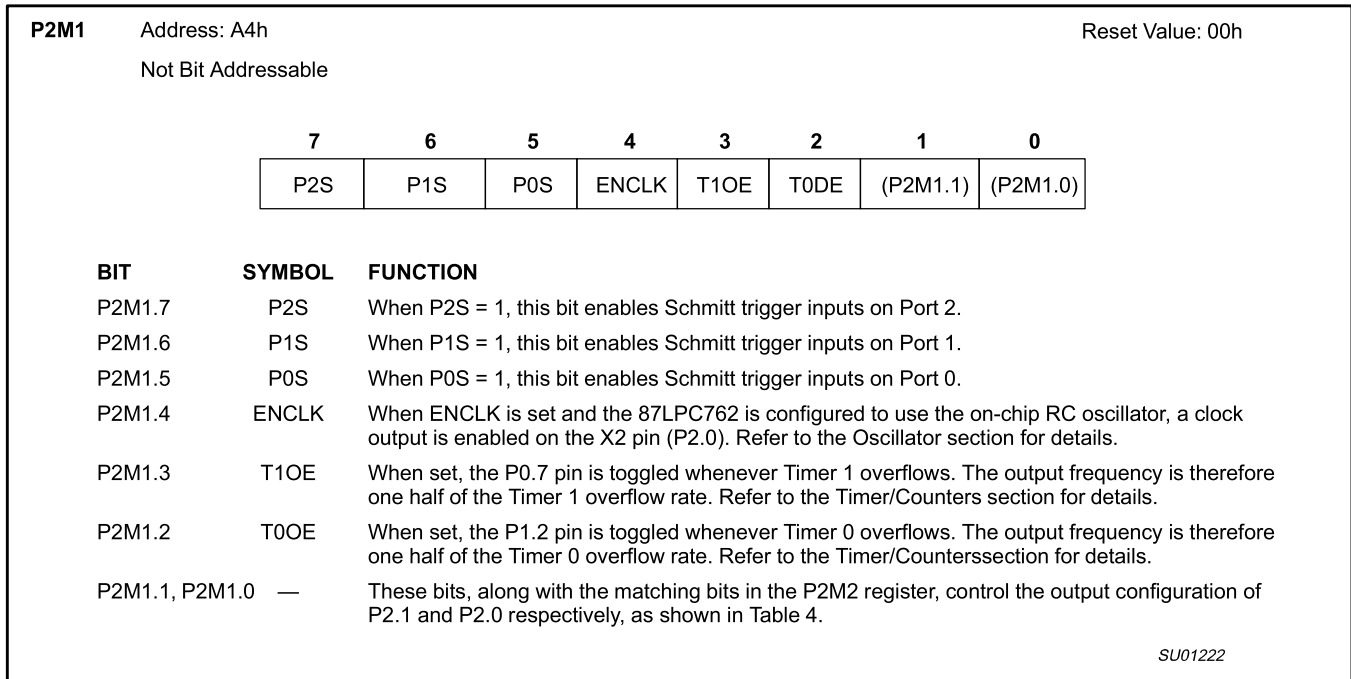 P2M1 Address: A4h Reset Value: 00h
Not Bit Addressable
7 6 5 4 3 2 1 0
P2S P1S P0S ENCLK T1OE T0DE (P2M1.1) (P2M1.0)
BIT SYMBOL FUNCTION
P2M1.7 P2S When P2S = 1, this bit enables Schmitt trigger inputs on Port 2.
P2M1.6 P1S When P1S = 1, this bit enables Schmitt trigger inputs on Port 1.
P2M1.5 P0S When P0S = 1, this bit enables Schmitt trigger inputs on Port 0.
P2M1.4 ENCLK When ENCLK is set and the 87LPC762 is configured to use the on-chip RC oscillator, a clock
output is enabled on the X2 pin (P2.0). Refer to the Oscillator section for details.
P2M1.3 T1OE When set, the P0.7 pin is toggled whenever Timer 1 overflows. The output frequency is therefore
one half of the Timer 1 overflow rate. Refer to the Timer/Counters section for details.
P2M1.2 T0OE When set, the P1.2 pin is toggled whenever Timer 0 overflows. The output frequency is therefore
one half of the Timer 0 overflow rate. Refer to the Timer/Counterssection for details.
P2M1.1, P2M1.0 — These bits, along with the matching bits in the P2M2 register, control the output configuration of
P2.1 and P2.0 respectively, as shown in Table 4.
SU01222